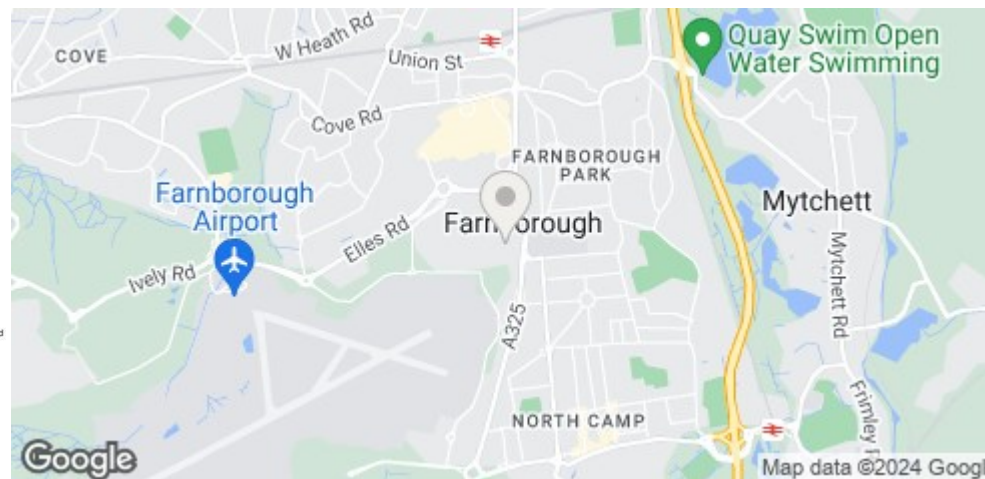 COVE
W Heath Rd
Union St
Quay Swim Open
Water Swimming
Cove Rd
FARNBOROUGH
PARK
Farnborough
Airport
Farnborough
Mytchett
Elles Rd
Ively Rd
Mytchett Rd
A325
NORTH CAMP
Frimley
Google
Map data ©2024 Googl